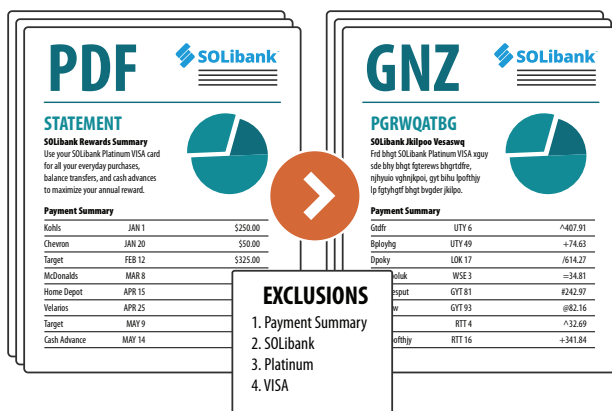 PDF
SOLibank
STATEMENT
SOLibank Rewards Summary
Use your SOLibank Platinum VISA card
for all your everyday purchases,
balance transfers, and cash advances
to maximize your annual reward.
Payment Summary
Kohls JAN 1 $250.00
Chevron JAN 20 $50.00
Target FEB 12 $325.00
McDonalds MAR 8
Home Depot APR 15
Velarios APR 25
Target MAY 9
Cash Advance MAY 14
EXCLUSIONS
1. Payment Summary
2. SOLibank
3. Platinum
4. VISA
GNZ
SOLibank
PGRWQATBG
SOLibank Jkilpoo Vesaswq
Frd bhgt SOLibank Platinum VISA xguy
sde bhy bhgt fgterews bhgrtdfre,
njhyuio vghnjkpoi, gyt bihu lpofthjy
lp fgtyhgtf bhgt bvgder jkilpo.
Payment Summary
Gtdfr UTY 6 ^407.91
Bployhg UTY 49 +74.63
Dpoky LOK 17 /614.27
WSE 3 =34.81
GYT 81 #242.97
GYT 93 @82.16
RTT 4 ^32.69
RTT 16 +341.84